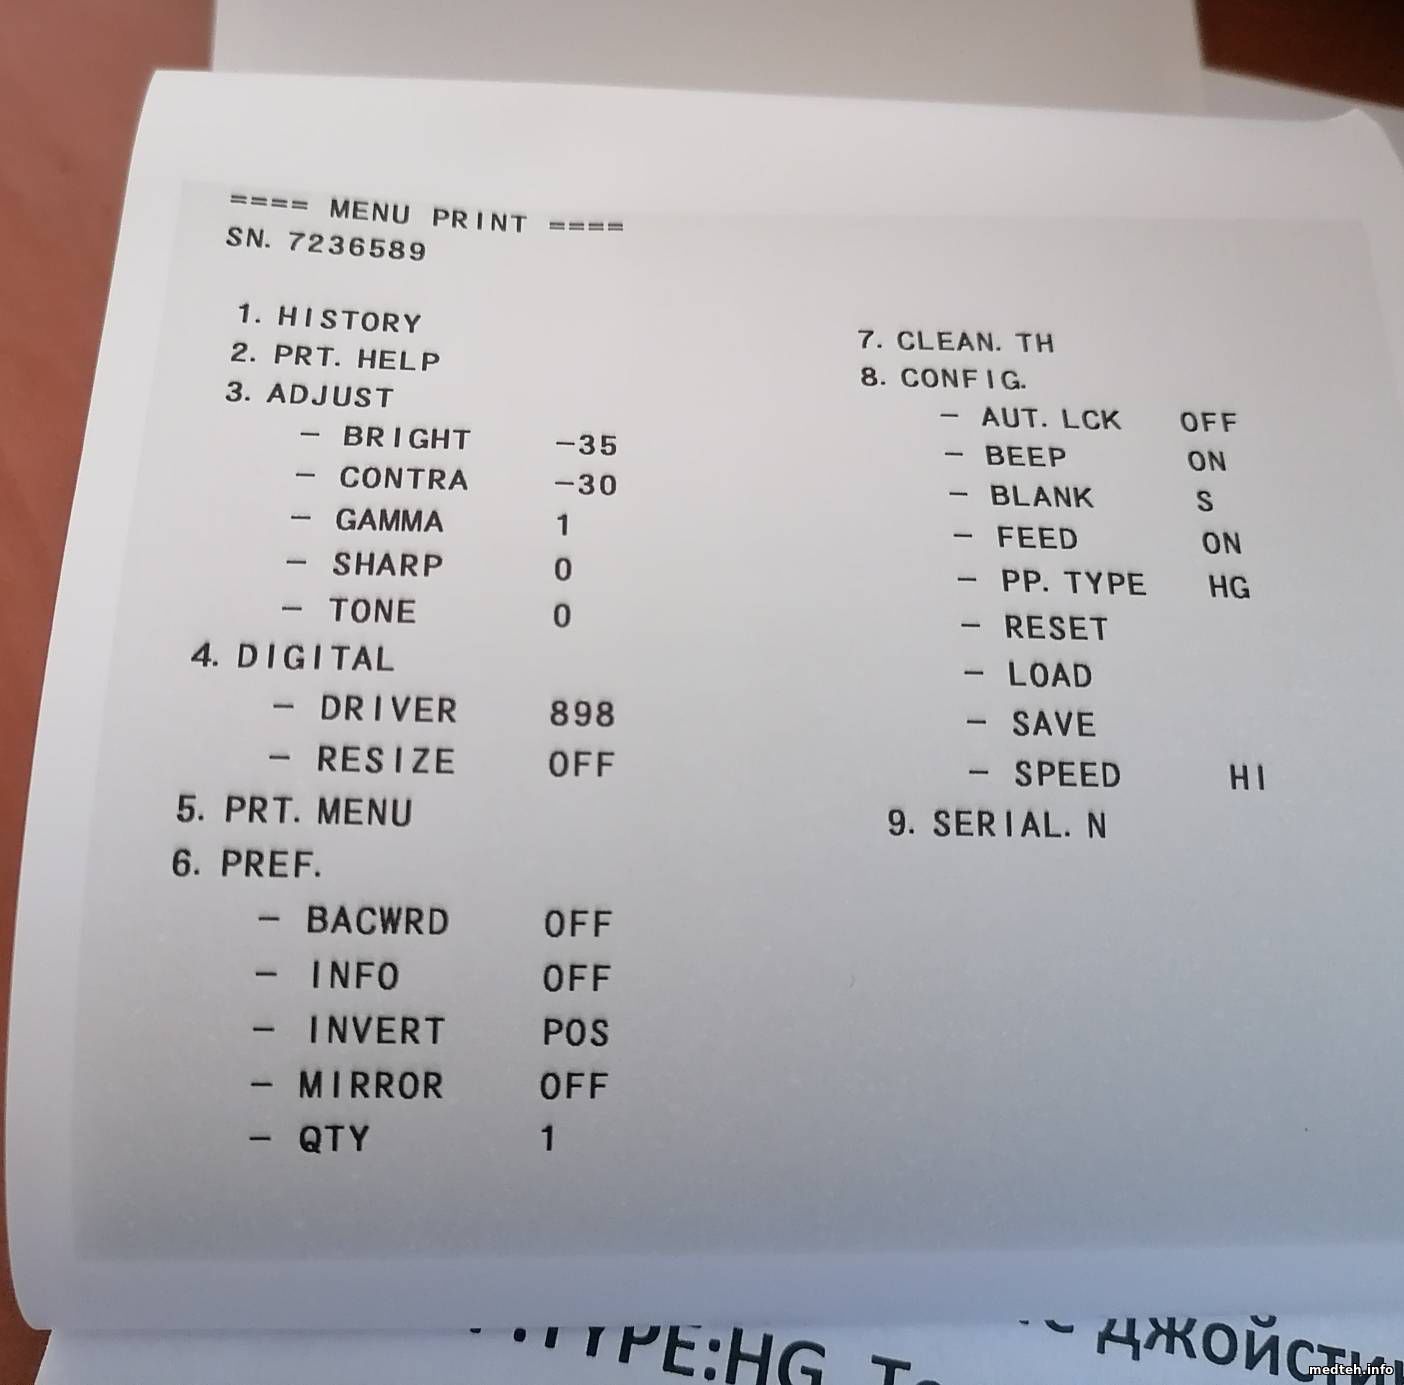 ==== MENU PRINT ====
SN. 7236589
1. HISTORY
2. PRT. HELP
3. ADJUST
– BRIGHT -35
– CONTRA -30
– GAMMA 1
– SHARP 0
– TONE 0
4. DIGITAL
– DRIVER 898
– RESIZE OFF
5. PRT. MENU
6. PREF.
– BACWRD OFF
– INFO OFF
– INVERT POS
– MIRROR OFF
– QTY 1
7. CLEAN. TH
8. CONFIG.
– AUT. LCK OFF
– BEEP ON
– BLANK S
– FEED ON
– PP. TYPE HG
– RESET
– LOAD
– SAVE
– SPEED HI
9. SERIAL. N
TYPE:HG
medteh.info